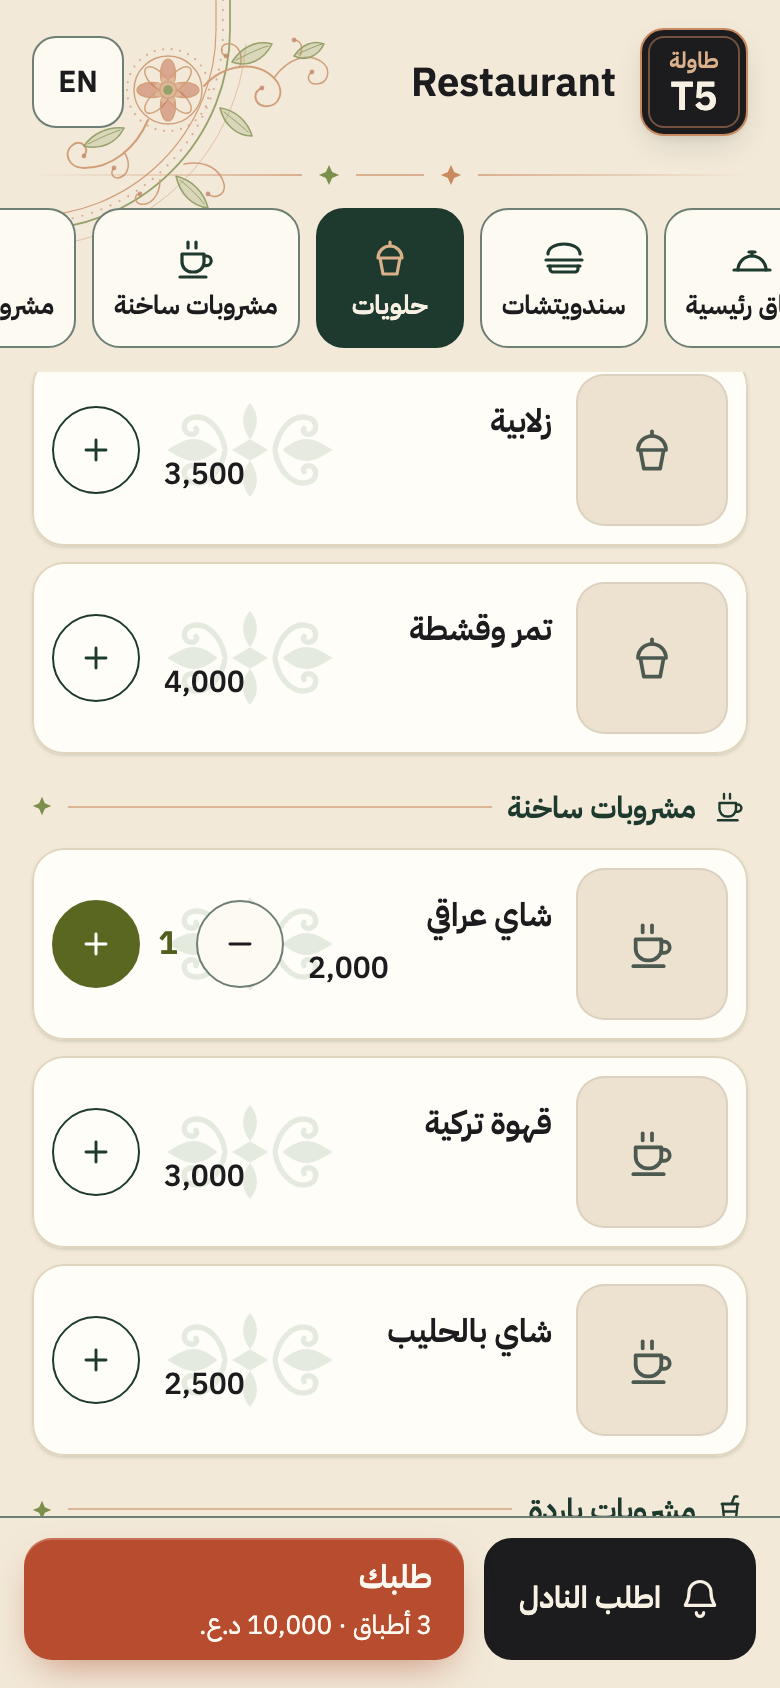 طاولة
T5
Restaurant
EN
اق رئيسية
سندويتشات
حلويات
مشروبات ساخنة
مشرو
زلابية
3,500
تمر وقشطة
4,000
مشروبات ساخنة
شاي عراقي
2,000
1
قهوة تركية
3,000
شاي بالحليب
2,500
مشروبات باردة
اطلب النادل
طلبك
3 أطباق · 10,000 د.ع.